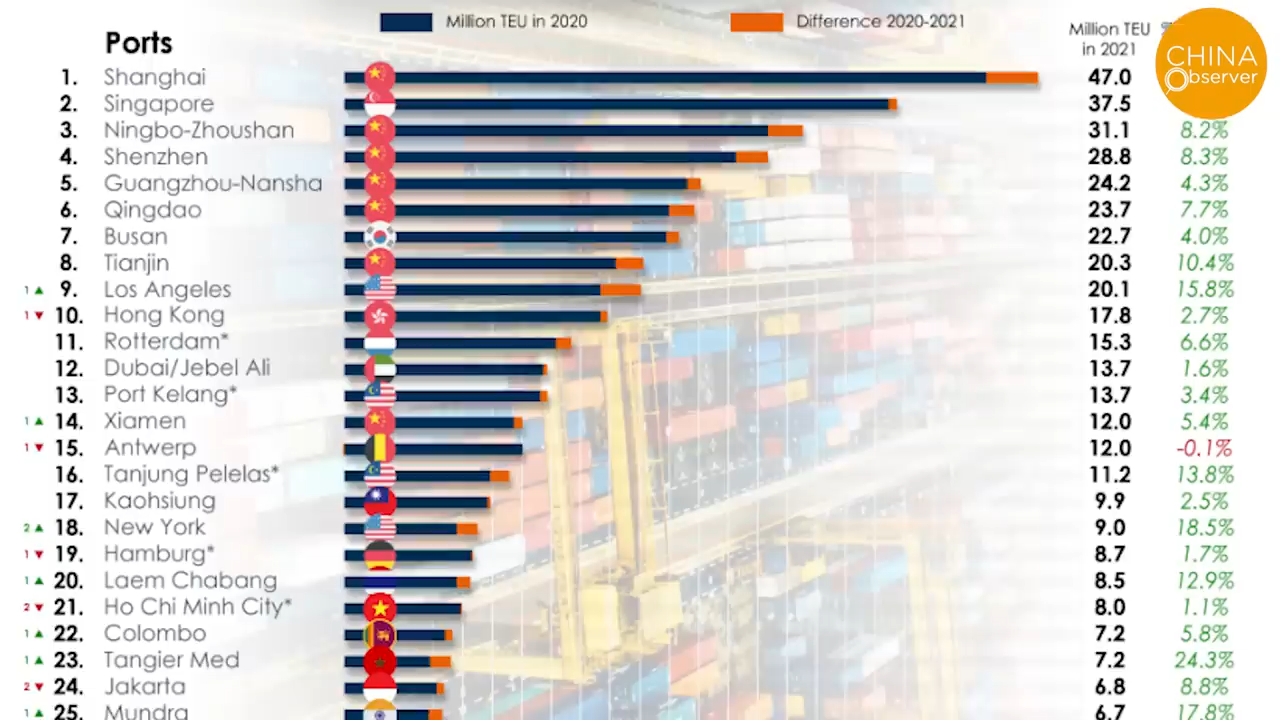 Million TEU in 2020
Difference 2020-2021
Ports
Million TEU
in 2021
CHINA
Observer
1. Shanghai 47.0
2. Singapore 37.5
3. Ningbo-Zhoushan 31.1 8.2%
4. Shenzhen 28.8 8.3%
5. Guangzhou-Nansha 24.2 4.3%
6. Qingdao 23.7 7.7%
7. Busan 22.7 4.0%
8. Tianjin 20.3 10.4%
1 ▲ 9. Los Angeles 20.1 15.8%
1 ▼ 10. Hong Kong 17.8 2.7%
11. Rotterdam* 15.3 6.6%
12. Dubai/Jebel Ali 13.7 1.6%
13. Port Kelang* 13.7 3.4%
1 ▲ 14. Xiamen 12.0 5.4%
1 ▼ 15. Antwerp 12.0 -0.1%
16. Tanjung Pelelas* 11.2 13.8%
17. Kaohsiung 9.9 2.5%
2 ▲ 18. New York 9.0 18.5%
1 ▼ 19. Hamburg* 8.7 1.7%
1 ▲ 20. Laem Chabang 8.5 12.9%
2 ▼ 21. Ho Chi Minh City* 8.0 1.1%
1 ▲ 22. Colombo 7.2 5.8%
1 ▲ 23. Tangier Med 7.2 24.3%
2 ▼ 24. Jakarta 6.8 8.8%
1 ▲ 25. Mundra 6.7 17.8%